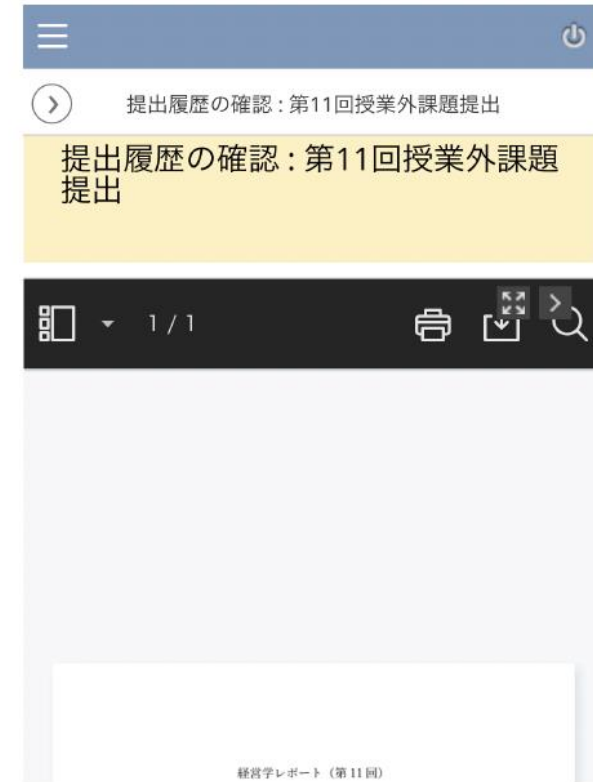 提出履歴の確認 : 第11回授業外課題提出
提出履歴の確認 : 第11回授業外課題
提出
1 / 1
経営学レポート（第 11 回）